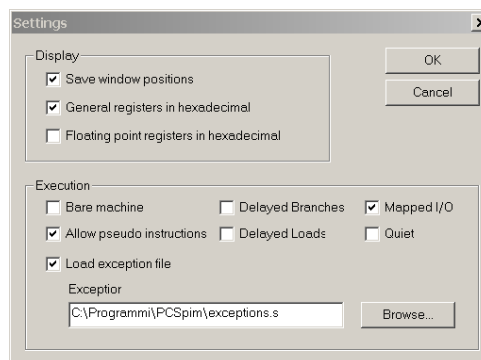 Settings
Display
Save window positions
General registers in hexadecimal
Floating point registers in hexadecimal
OK
Cancel
Execution
Bare machine
Delayed Branches
Mapped I/O
Allow pseudo instructions
Delayed Loads
Quiet
Load exception file
Exceptior
C:\Programmi\PCSpim\exceptions.s
Browse...